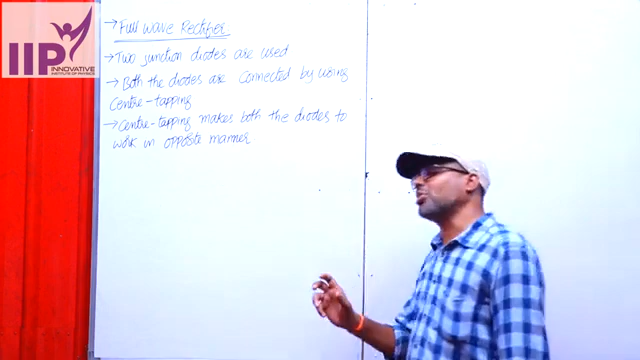 IIP
INNOVATIVE
INSTITUTE OF PHYSICS
→ Full wave Rectifier
→ Two junction diodes are used
→ Both the diodes are connected by using
Centre-tapping
→ Centre-tapping makes both the diodes to
work in opposite manner